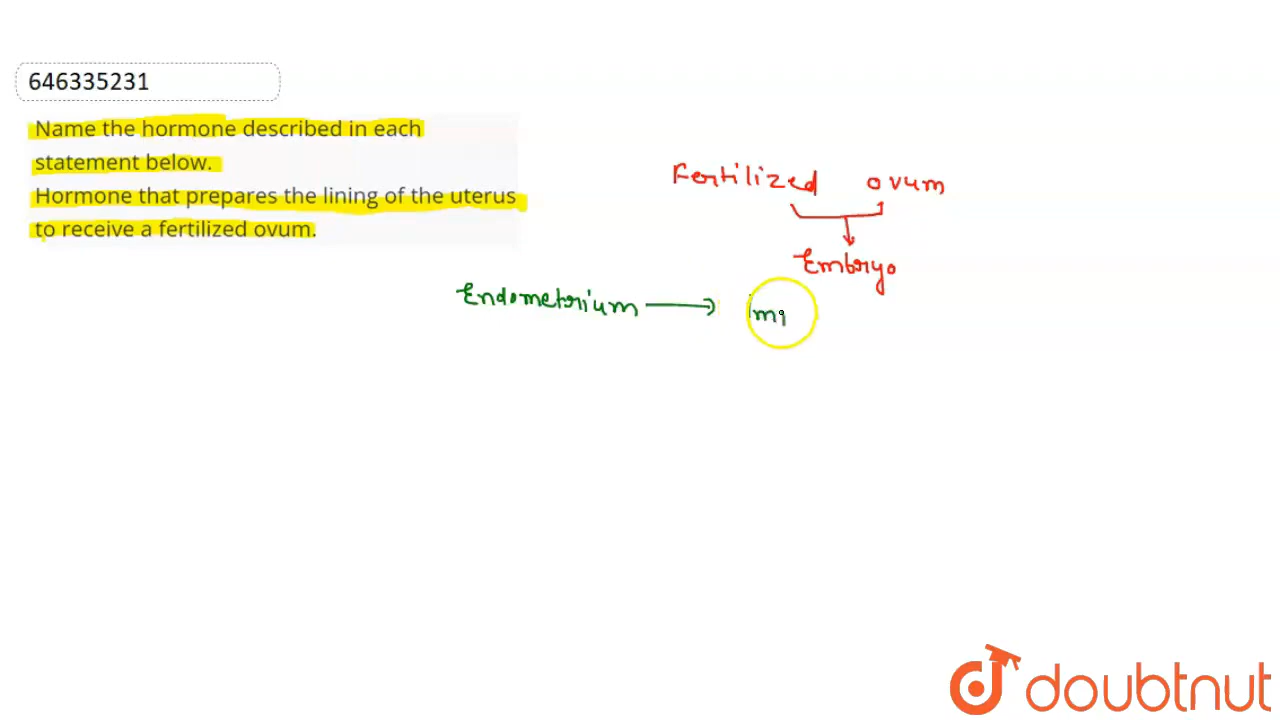 646335231
Name the hormone described in each
statement below.
Hormone that prepares the lining of the uterus
to receive a fertilized ovum.
Fertilized ovum
Embryo
Endometrium
doubtnut